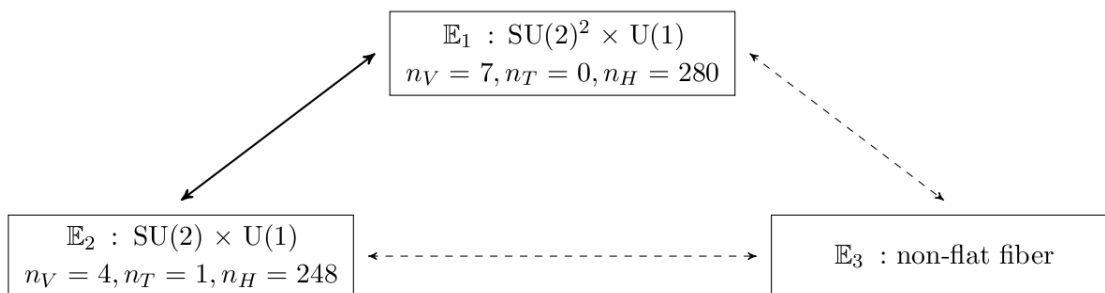 𝔼₁ : SU(2)² × U(1)
n_V = 7, n_T = 0, n_H = 280
𝔼₂ : SU(2) × U(1)
n_V = 4, n_T = 1, n_H = 248
𝔼₃ : non-flat fiber